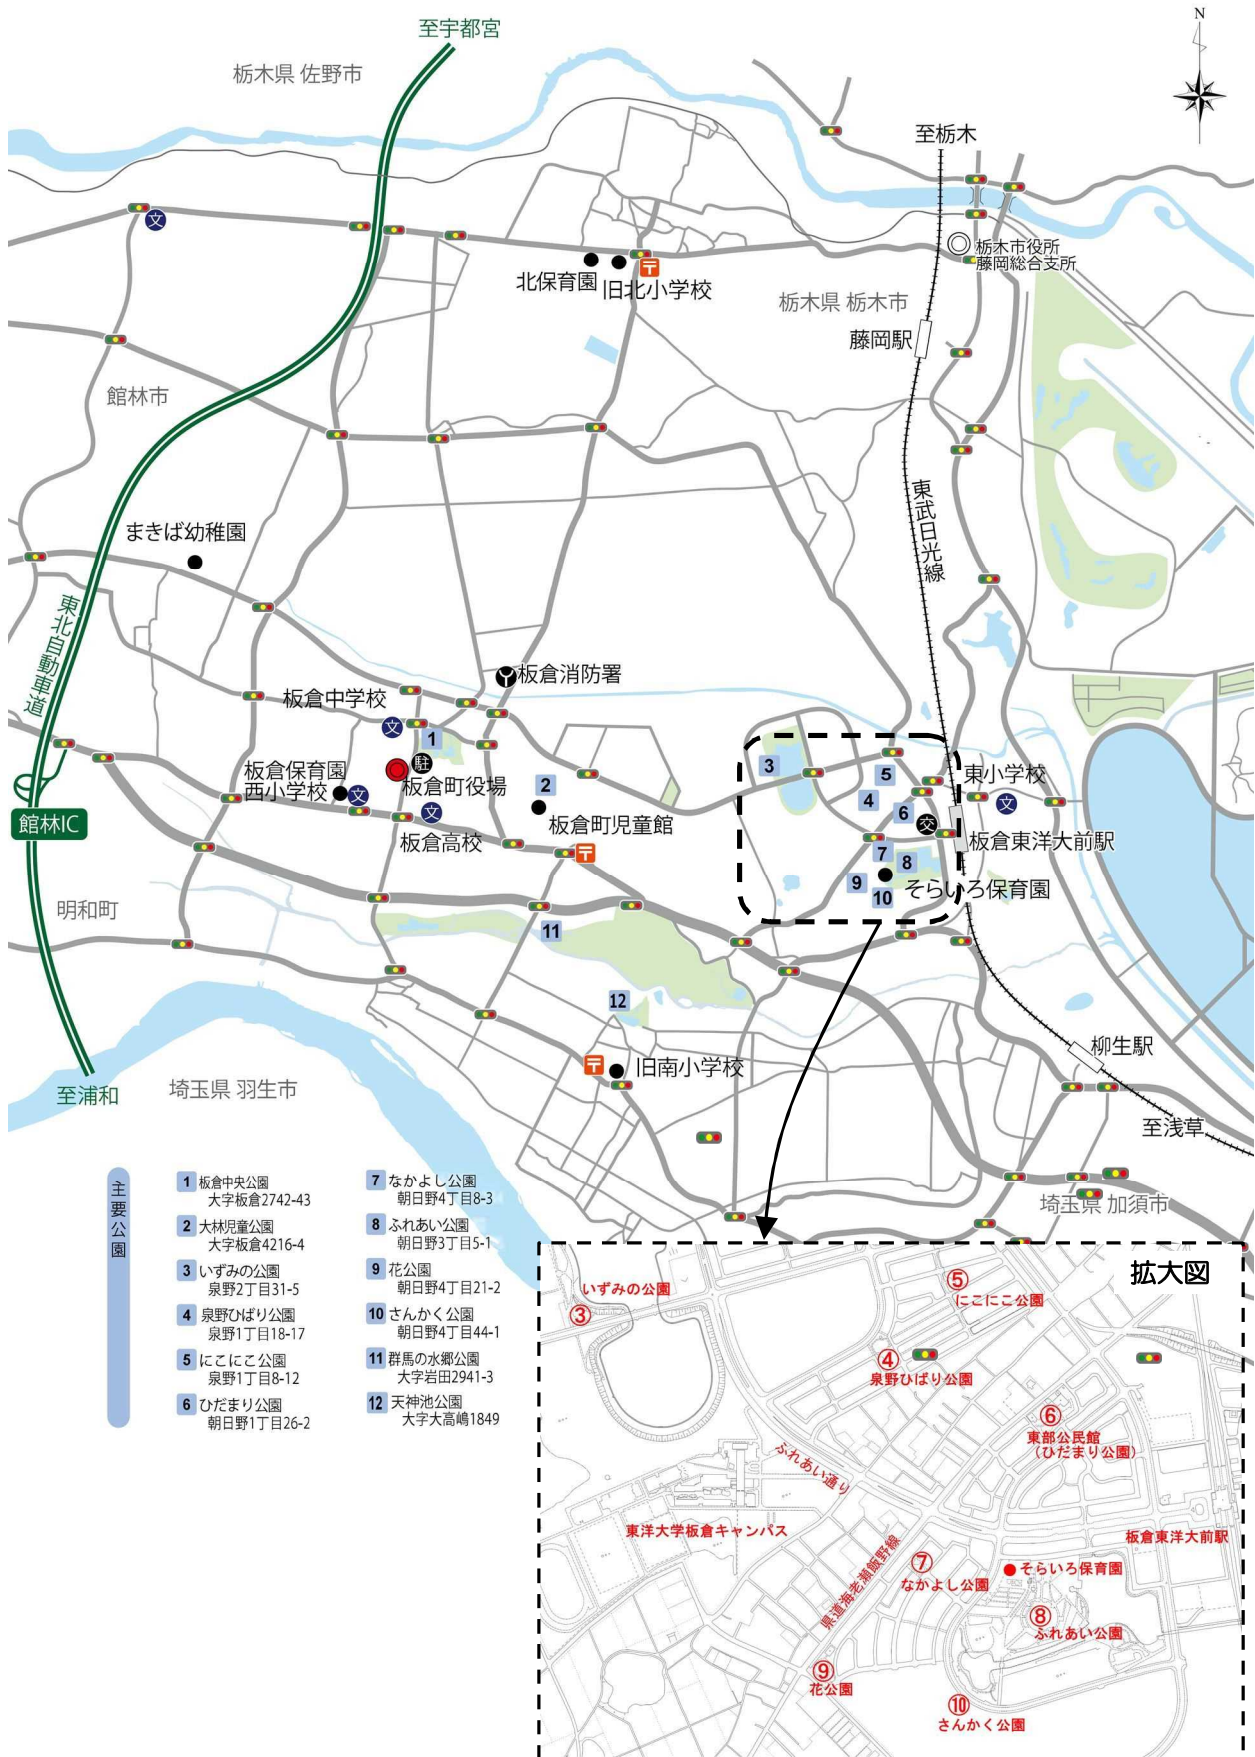 至宇都宮
N
栃木県 佐野市
至栃木
文
栃木市役所
藤岡総合支所
北保育園
旧北小学校
栃木県 栃木市
藤岡駅
館林市
東武日光線
まきば幼稚園
東北自動車道
板倉消防署
板倉中学校
文
1
駐
板倉町役場
板倉保育園
西小学校
文
文
板倉高校
2
板倉町児童館
3
5
4
6
交
7
8
9
10
東小学校
文
板倉東洋大前駅
そらいろ保育園
館林IC
明和町
11
12
旧南小学校
柳生駅
至浦和
埼玉県 羽生市
至浅草
埼玉県 加須市
主要公園
1 板倉中央公園
大字板倉2742-43
2 大林児童公園
大字板倉4216-4
3 いずみの公園
泉野2丁目31-5
4 泉野ひばり公園
泉野1丁目18-17
5 にこにこ公園
泉野1丁目8-12
6 ひだまり公園
朝日野1丁目26-2
7 なかよし公園
朝日野4丁目8-3
8 ふれあい公園
朝日野3丁目5-1
9 花公園
朝日野4丁目21-2
10 さんかく公園
朝日野4丁目44-1
11 群馬の水郷公園
大字岩田2941-3
12 天神池公園
大字大高嶋1849
拡大図
いずみの公園
③
⑤
にこにこ公園
④
泉野ひばり公園
⑥
東部公民館
(ひだまり公園)
ふれあい通り
東洋大学板倉キャンパス
板倉東洋大前駅
県道海老瀬飯野線
⑦
なかよし公園
そらいろ保育園
⑧
ふれあい公園
⑨
花公園
⑩
さんかく公園